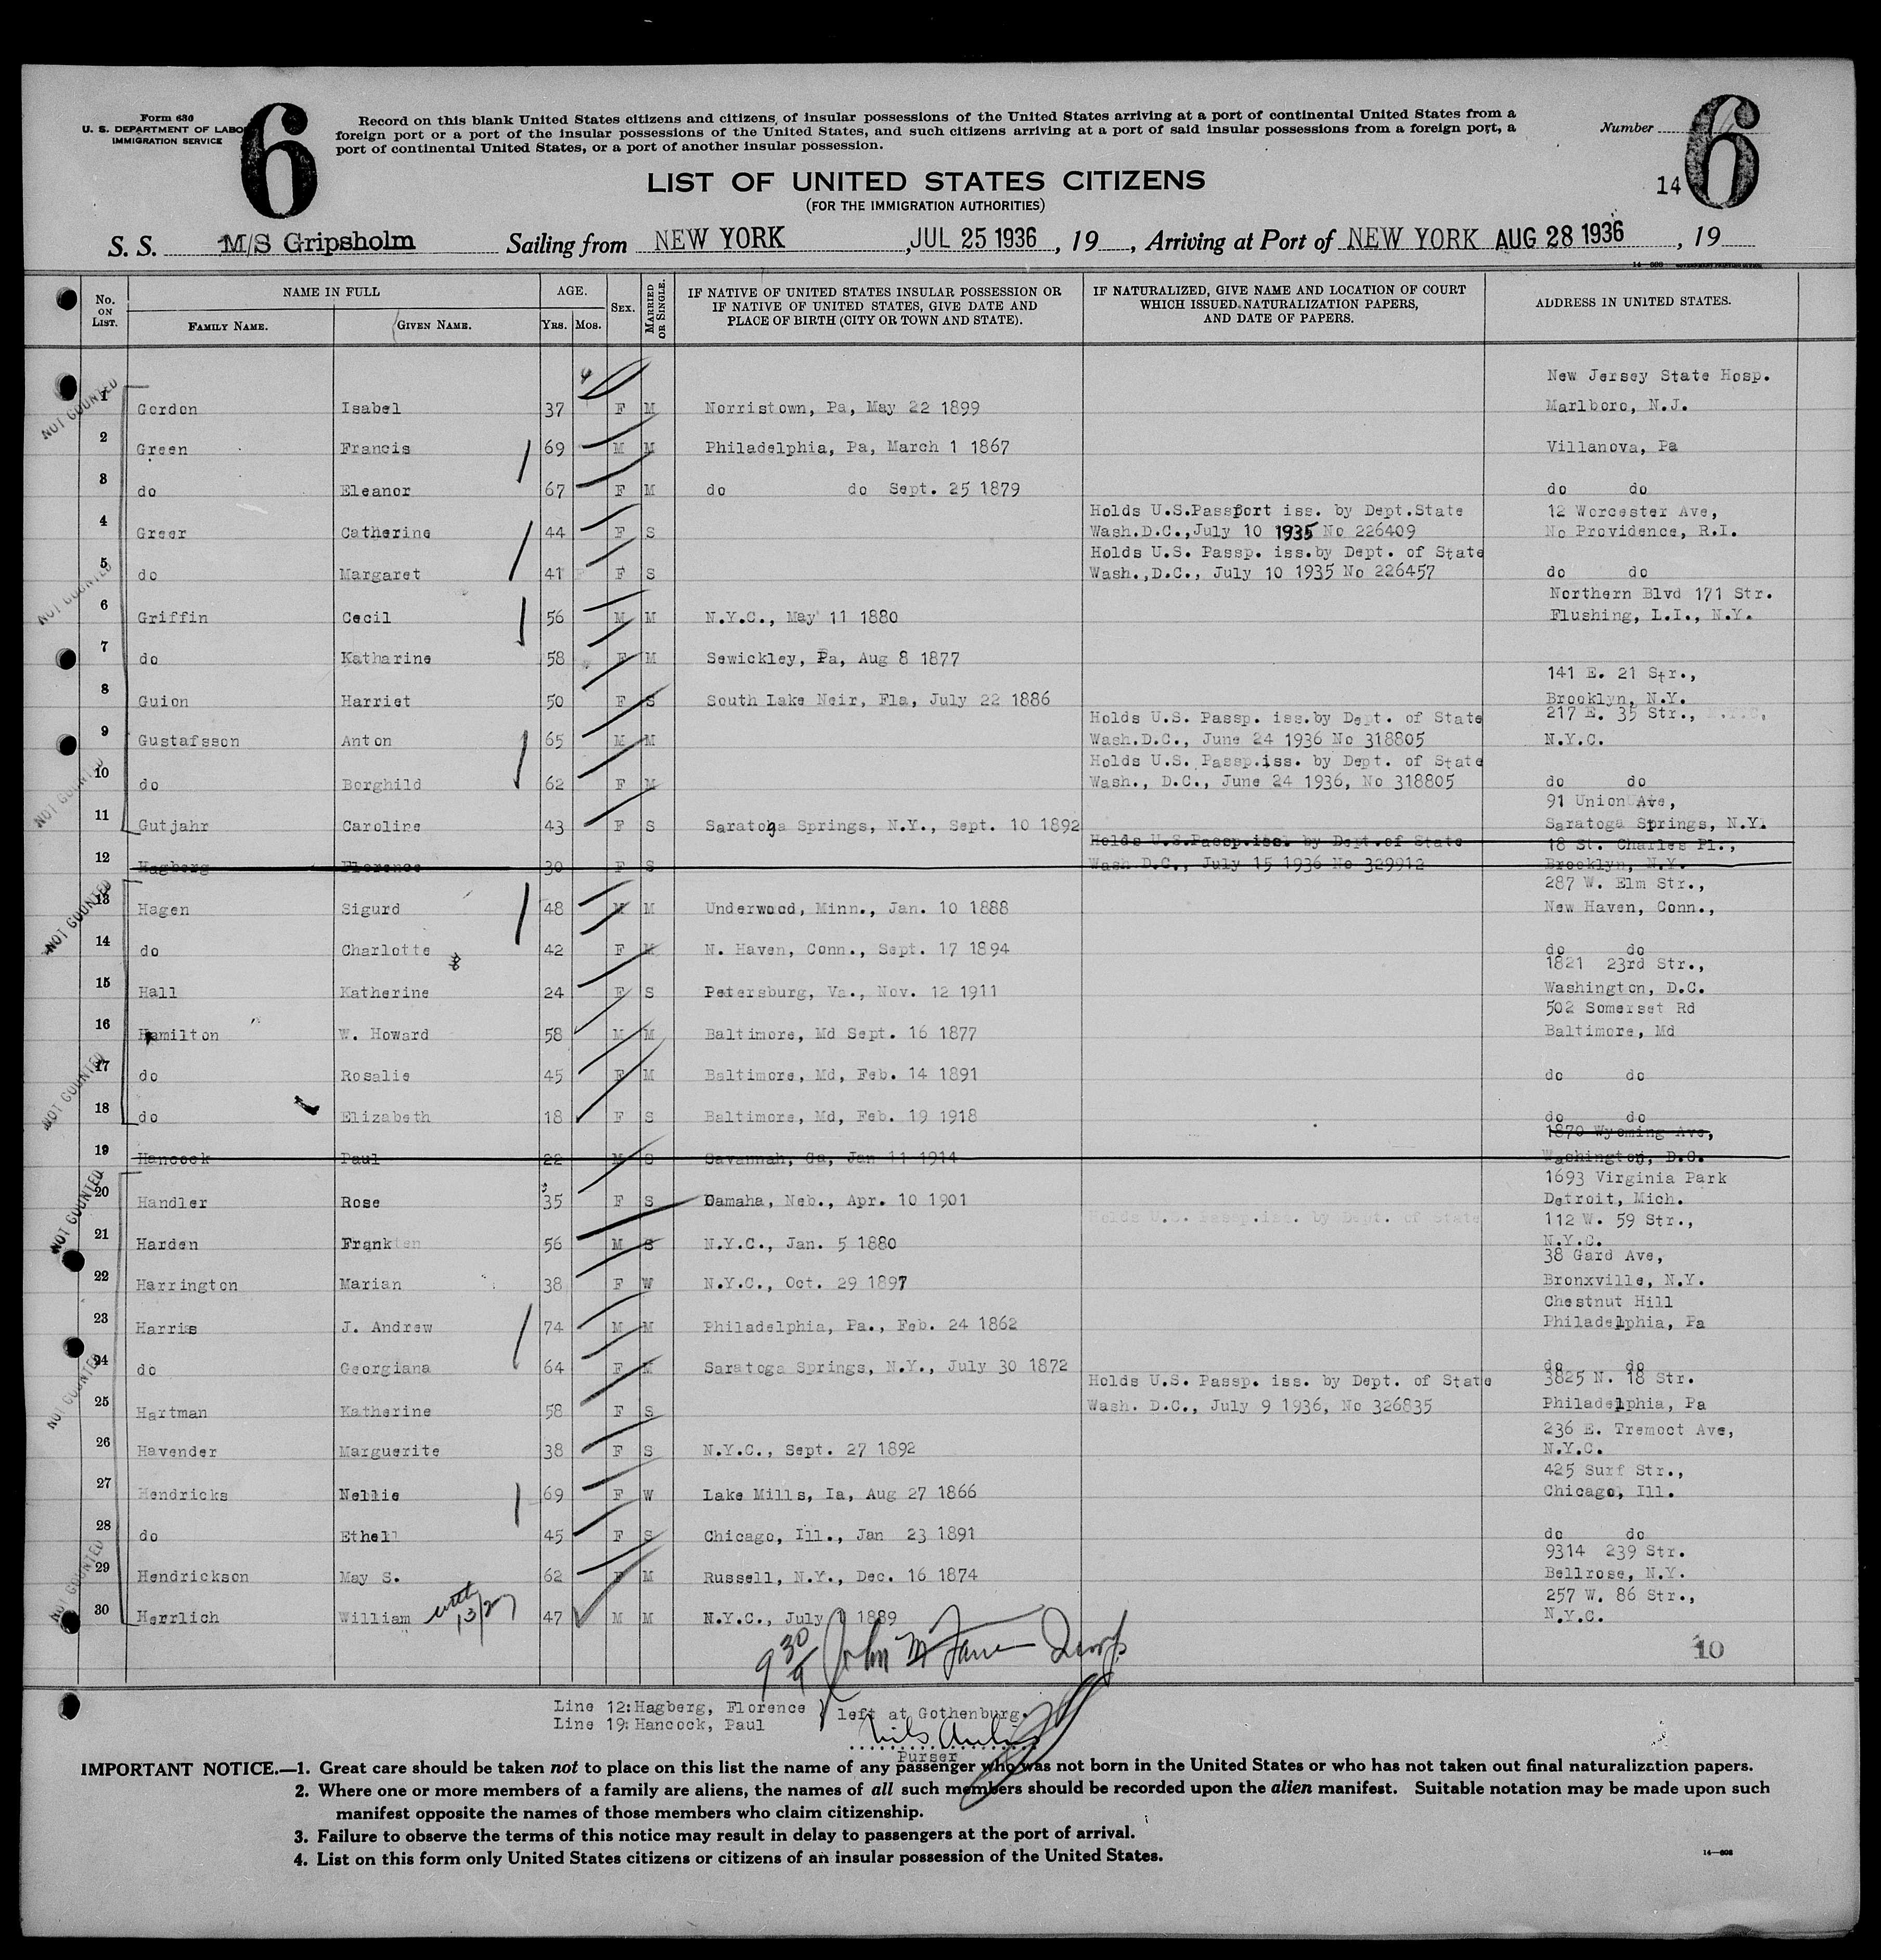 Form 636
U. S. DEPARTMENT OF LABOR
IMMIGRATION SERVICE
6
Record on this blank United States citizens and citizens, of insular possessions of the United States arriving at a port of continental United States from a
foreign port or a port of the insular possessions of the United States, and such citizens arriving at a port of said insular possessions from a foreign port, a
port of continental United States, or a port of another insular possession.
Number
6
14
LIST OF UNITED STATES CITIZENS
(FOR THE IMMIGRATION AUTHORITIES)
S. S. M/S Gripsholm Sailing from NEW YORK, JUL 25 1936, 19, Arriving at Port of NEW YORK AUG 28 1936, 19
No. ON LIST.
NAME IN FULL
FAMILY NAME. GIVEN NAME.
AGE.
YRS. MOS.
SEX.
MARRIED OR SINGLE.
IF NATIVE OF UNITED STATES INSULAR POSSESSION OR
IF NATIVE OF UNITED STATES, GIVE DATE AND
PLACE OF BIRTH (CITY OR TOWN AND STATE).
IF NATURALIZED, GIVE NAME AND LOCATION OF COURT
WHICH ISSUED NATURALIZATION PAPERS,
AND DATE OF PAPERS.
ADDRESS IN UNITED STATES.
NOT COUNTED
New Jersey State Hosp.
1 Gordon Isabel 37 F M Norristown, Pa, May 22 1899 Marlboro, N.J.
2 Green Francis 69 M M Philadelphia, Pa, March 1 1867 Villanova, Pa
3 do Eleanor 67 F M do do Sept. 25 1879 do do
Holds U.S.Passport iss. by Dept.State 12 Worcester Ave,
4 Greer Catherine 44 F S Wash.D.C.,July 10 1935 No 226409 No Providence, R.I.
Holds U.S. Passp. iss.by Dept. of State
5 do Margaret 41 F S Wash.,D.C., July 10 1935 No 226457 do do
NOT COUNTED
Northern Blvd 171 Str.
6 Griffin Cecil 56 M M N.Y.C., May 11 1880 Flushing, L.I., N.Y.
7 do Katharine 58 F M Sewickley, Pa, Aug 8 1877
141 E. 21 Str.,
8 Guion Harriet 50 F S South Lake Neir, Fla, July 22 1886 Brooklyn, N.Y.
Holds U.S. Passp. iss.by Dept. of State 217 E. 35 Str.,
9 Gustafsson Anton 65 M M Wash.D.C., June 24 1936 No 318805 N.Y.C.
Holds U.S. Passp.iss. by Dept. of State
10 do Borghild 62 F M Wash., D.C., June 24 1936, No 318805 do do
NOT COUNTED
91 Union Ave,
11 Gutjahr Caroline 43 F S Saratoga Springs, N.Y., Sept. 10 1892 Saratoga Springs, N.Y.
Holds U.S.Passp.iss. by Dept.of State 18 St. Charles Pl.,
12 Hagberg Florence 30 F S Wash D.C., July 15 1936 No 329912 Brooklyn, N.Y.
287 W. Elm Str.,
13 Hagen Sigurd 48 M M Underwood, Minn., Jan. 10 1888 New Haven, Conn.,
NOT COUNTED
14 do Charlotte 42 F M N. Haven, Conn., Sept. 17 1894 do do
1821 23rd Str.,
15 Hall Katherine 24 F S Petersburg, Va., Nov. 12 1911 Washington, D.C.
502 Somerset Rd
16 Hamilton W. Howard 58 M M Baltimore, Md Sept. 16 1877 Baltimore, Md
17 do Rosalie 45 F M Baltimore, Md, Feb. 14 1891 do do
NOT COUNTED
18 do Elizabeth 18 F S Baltimore, Md, Feb. 19 1918 do do
1870 Wyoming Ave,
19 Hancock Paul 22 M S Savannah, Ga, Jan 11 1914 Washington, D.C.
1693 Virginia Park
20 Handler Rose 35 F S Oamaha, Neb., Apr. 10 1901 Detroit, Mich.
NOT COUNTED
Holds U.S. Passp.iss. by Dept. of State 112 W. 59 Str.,
21 Harden Frank 56 M S N.Y.C., Jan. 5 1880 N.Y.C.
38 Gard Ave,
22 Harrington Marian 38 F W N.Y.C., Oct. 29 1897 Bronxville, N.Y.
Chestnut Hill
23 Harris J. Andrew 74 M M Philadelphia, Pa., Feb. 24 1862 Philadelphia, Pa
24 do Georgiana 64 F M Saratoga Springs, N.Y., July 30 1872 do do
NOT COUNTED
Holds U.S. Passp. iss. by Dept. of State 3825 N. 18 Str.
25 Hartman Katherine 58 F S Wash. D.C., July 9 1936, No 326835 Philadelphia, Pa
236 E. Tremoct Ave,
26 Havender Marguerite 38 F S N.Y.C., Sept. 27 1892 N.Y.C.
425 Surf Str.,
27 Hendricks Nellie 69 F W Lake Mills, Ia, Aug 27 1866 Chicago, Ill.
28 do Ethell 45 F S Chicago, Ill., Jan 23 1891 do do
9314 239 Str.
29 Hendrickson May S. 62 F M Russell, N.Y., Dec. 16 1874 Bellrose, N.Y.
NOT COUNTED
257 W. 86 Str.,
30 Herrlich William with 13/27 47 M M N.Y.C., July 1 1889 N.Y.C.
9 30 John M
10
Line 12:Hagberg, Florence
Line 19:Hancock, Paul
left at Gothenburg.
Purser
IMPORTANT NOTICE.—1. Great care should be taken not to place on this list the name of any passenger who was not born in the United States or who has not taken out final naturalization papers.
2. Where one or more members of a family are aliens, the names of all such members should be recorded upon the alien manifest. Suitable notation may be made upon such
manifest opposite the names of those members who claim citizenship.
3. Failure to observe the terms of this notice may result in delay to passengers at the port of arrival.
4. List on this form only United States citizens or citizens of an insular possession of the United States.